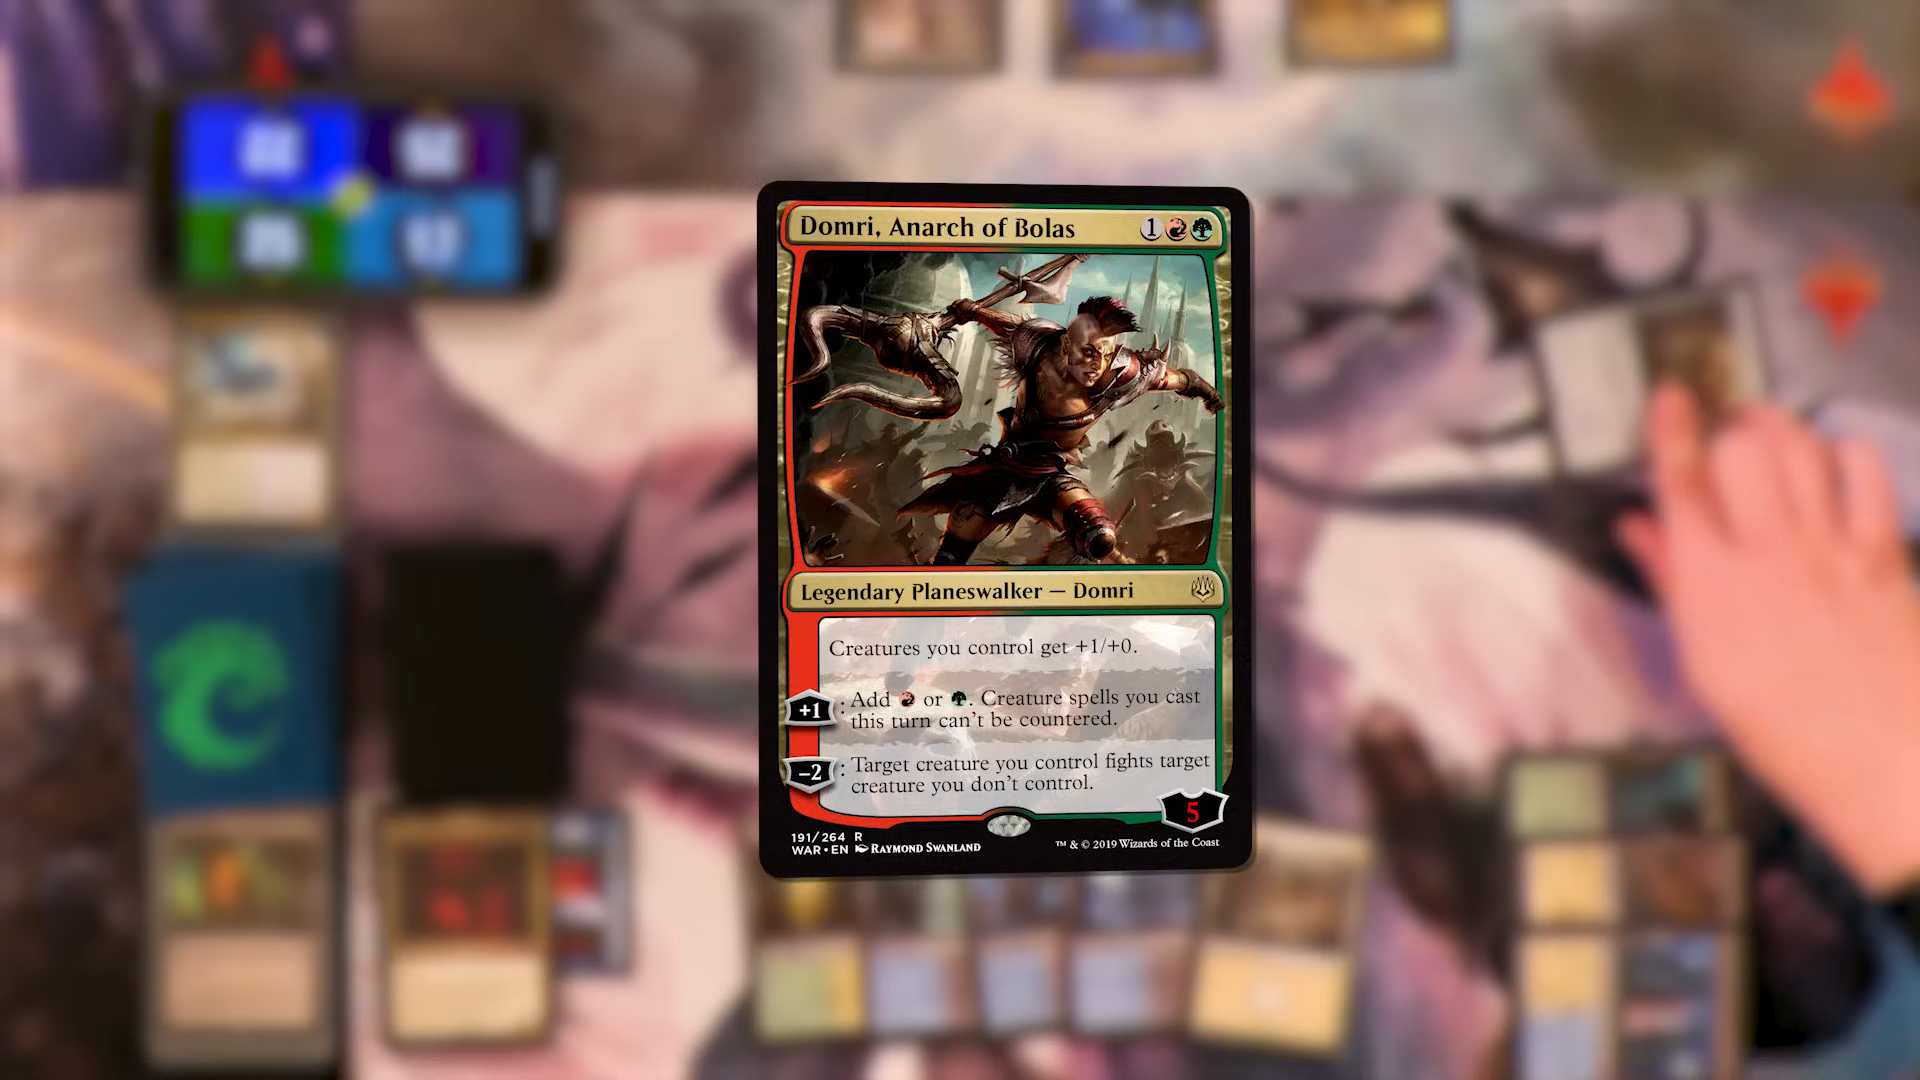 Domri, Anarch of Bolas 1
Legendary Planeswalker — Domri
Creatures you control get +1/+0.
+1 : Add or . Creature spells you cast
this turn can't be countered.
−2 : Target creature you control fights target
creature you don't control.
5
191/264 R
WAR • EN RAYMOND SWANLAND
™ & © 2019 Wizards of the Coast